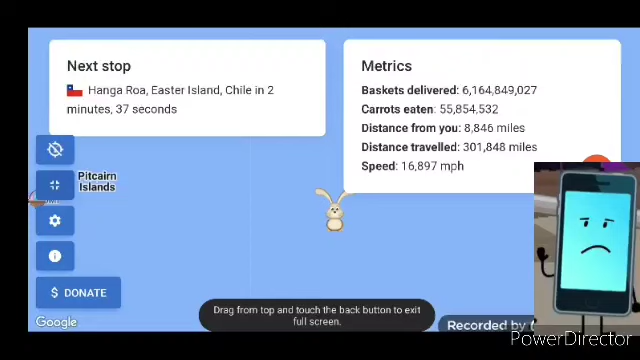 Next stop
Hanga Roa, Easter Island, Chile in 2
minutes, 37 seconds
Metrics
Baskets delivered: 6,164,849,027
Carrots eaten: 55,854,532
Distance from you: 8,846 miles
Distance travelled: 301,848 miles
Speed: 16,897 mph
Pitcairn
Islands
$ DONATE
Drag from top and touch the back button to exit
full screen.
Google
Recorded by
PowerDirector